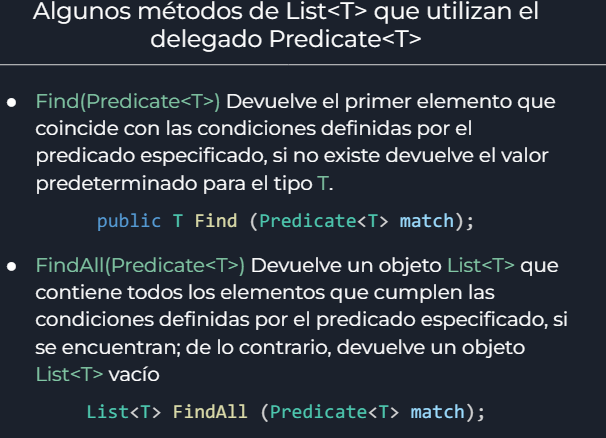 Algunos métodos de List<T> que utilizan el
delegado Predicate<T>
● Find(Predicate<T>) Devuelve el primer elemento que
coincide con las condiciones definidas por el
predicado especificado, si no existe devuelve el valor
predeterminado para el tipo T.
public T Find (Predicate<T> match);
● FindAll(Predicate<T>) Devuelve un objeto List<T> que
contiene todos los elementos que cumplen las
condiciones definidas por el predicado especificado, si
se encuentran; de lo contrario, devuelve un objeto
List<T> vacío
List<T> FindAll (Predicate<T> match);